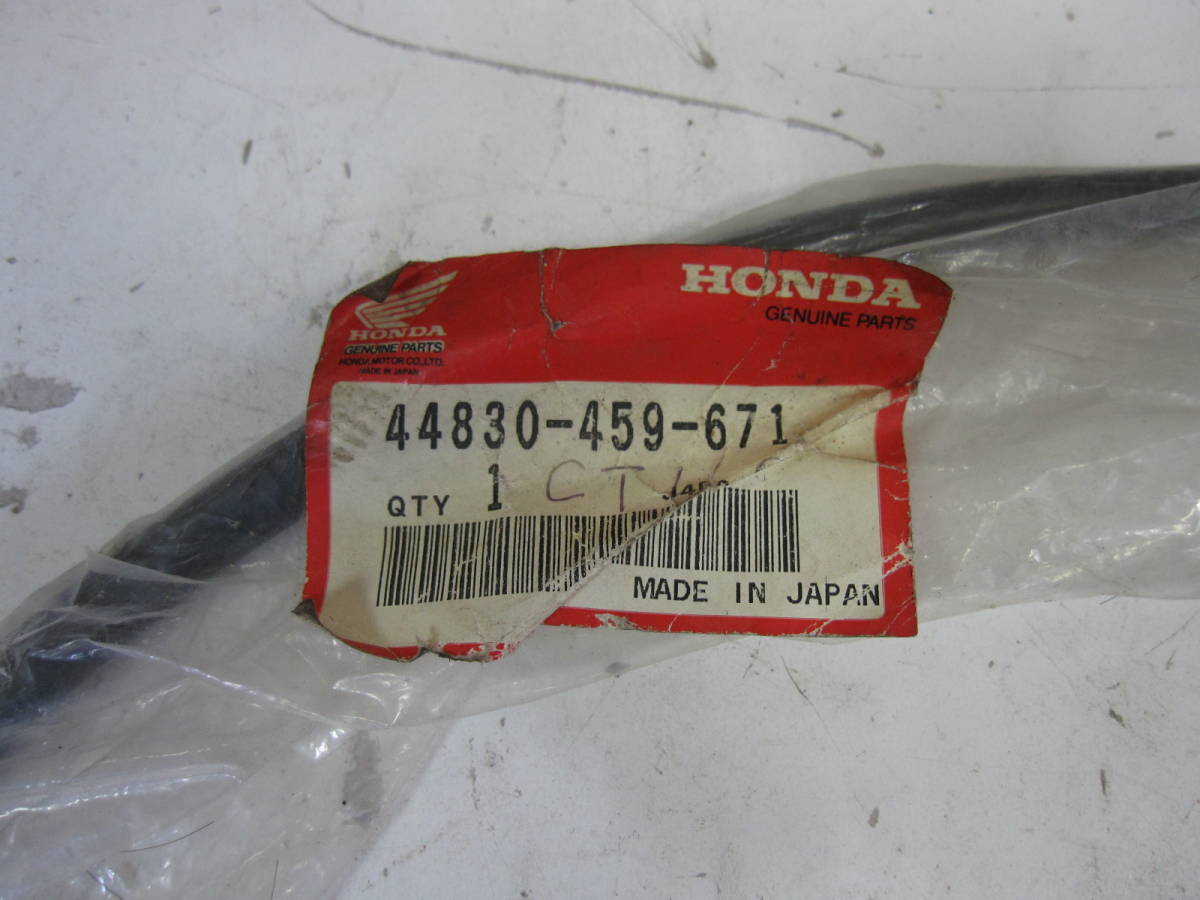 HONDA
GENUINE PARTS
HONDA
GENUINE PARTS
HONDA MOTOR CO.,LTD.
MADE IN JAPAN
44830-459-671
QTY 1 CT
MADE IN JAPAN